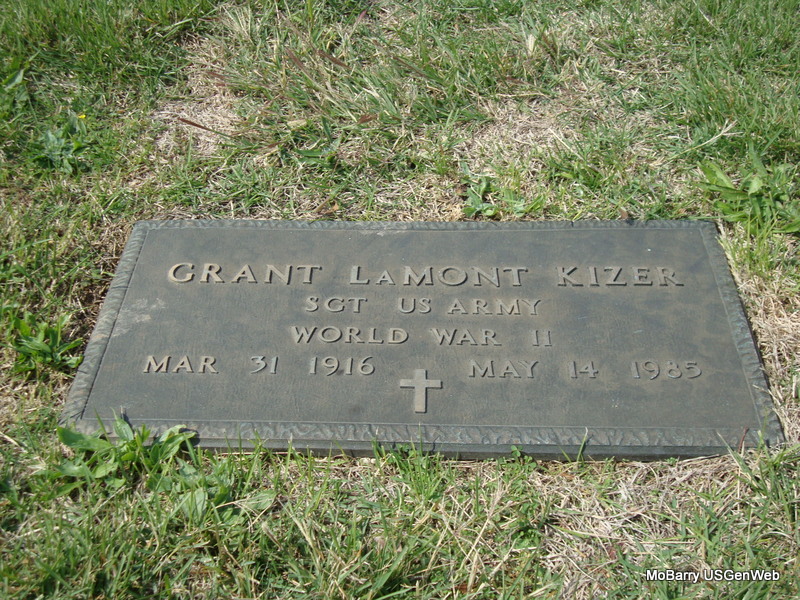 GRANT LaMONT KIZER
SGT US ARMY
WORLD WAR II
MAR 31 1916 MAY 14 1985
MoBarry USGenWeb